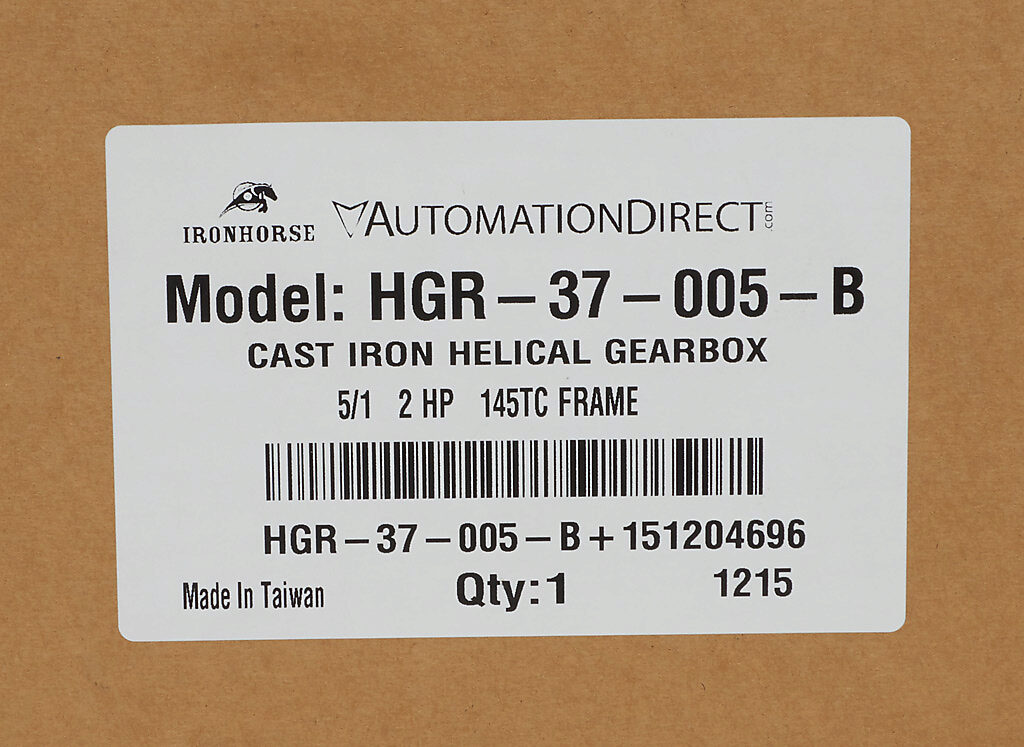 IRONHORSE AUTOMATIONDIRECT.com
Model: HGR-37-005-B
CAST IRON HELICAL GEARBOX
5/1 2 HP 145TC FRAME
HGR-37-005-B+151204696
Made In Taiwan Qty:1 1215